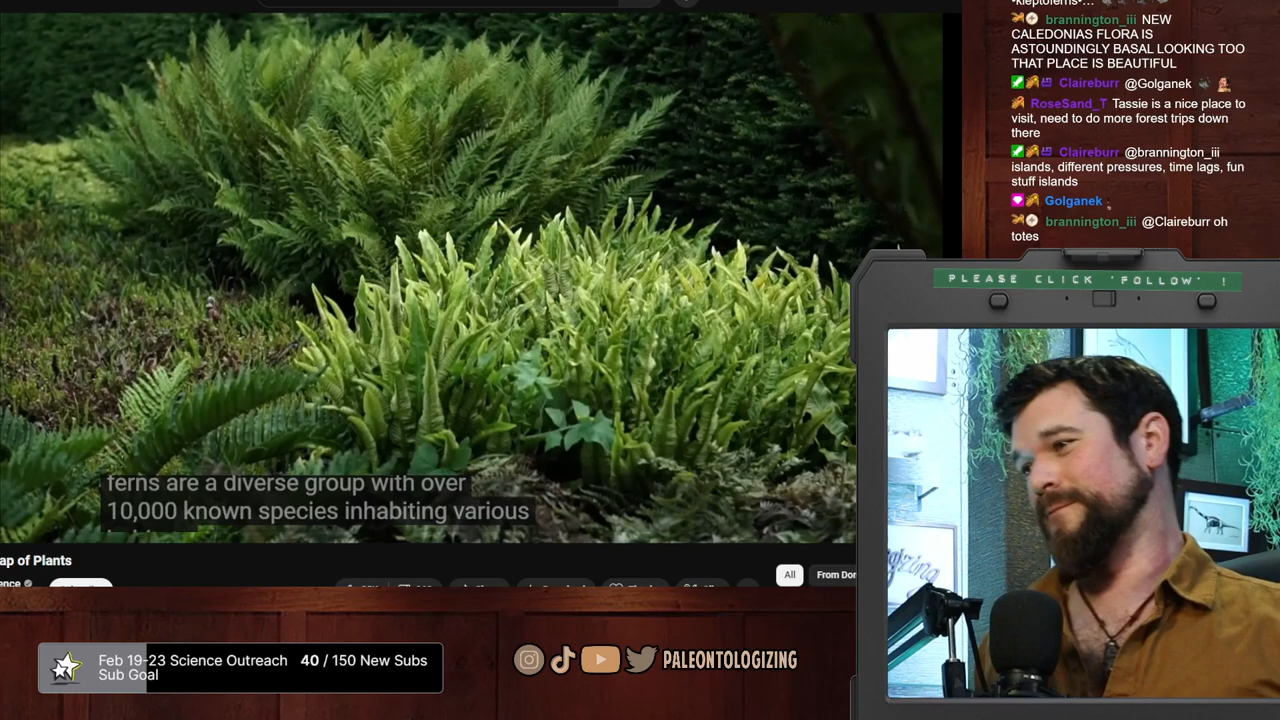 -kleptoferns-...
brannington_iii NEW
CALEDONIAS FLORA IS
ASTOUNDINGLY BASAL LOOKING TOO
THAT PLACE IS BEAUTIFUL
Claireburr @Golganek
RoseSand_T Tassie is a nice place to
visit, need to do more forest trips down
there
Claireburr @brannington_iii
islands, different pressures, time lags, fun
stuff islands
Golganek
brannington_iii @Claireburr oh
totes
PLEASE CLICK "FOLLOW" !
ferns are a diverse group with over
10,000 known species inhabiting various
ap of Plants
ence
All
From Dor
Feb 19-23 Science Outreach 40 / 150 New Subs
Sub Goal
PALEONTOLOGIZING